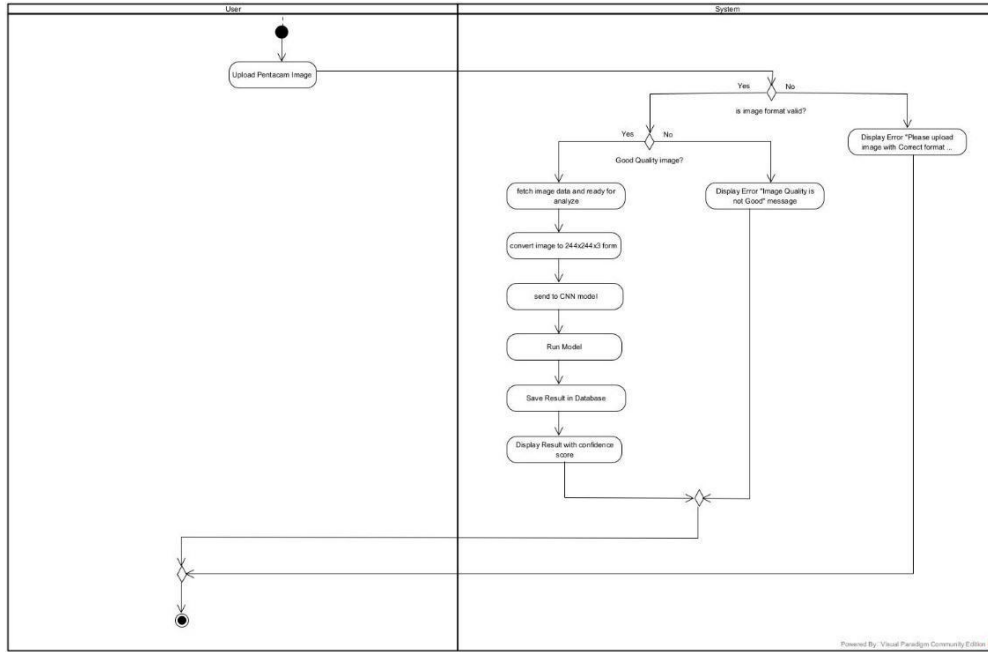 User
System
Upload Pentacam Image
Yes
No
is image format valid?
Yes
No
Good Quality image?
Display Error "Please upload
image with Correct format ...
fetch image data and ready for
analyze
Display Error "Image Quality is
not Good" message
convert image to 244x244x3 form
send to CNN model
Run Model
Save Result in Database
Display Result with confidence
score
Powered By: Visual Paradigm Community Edition